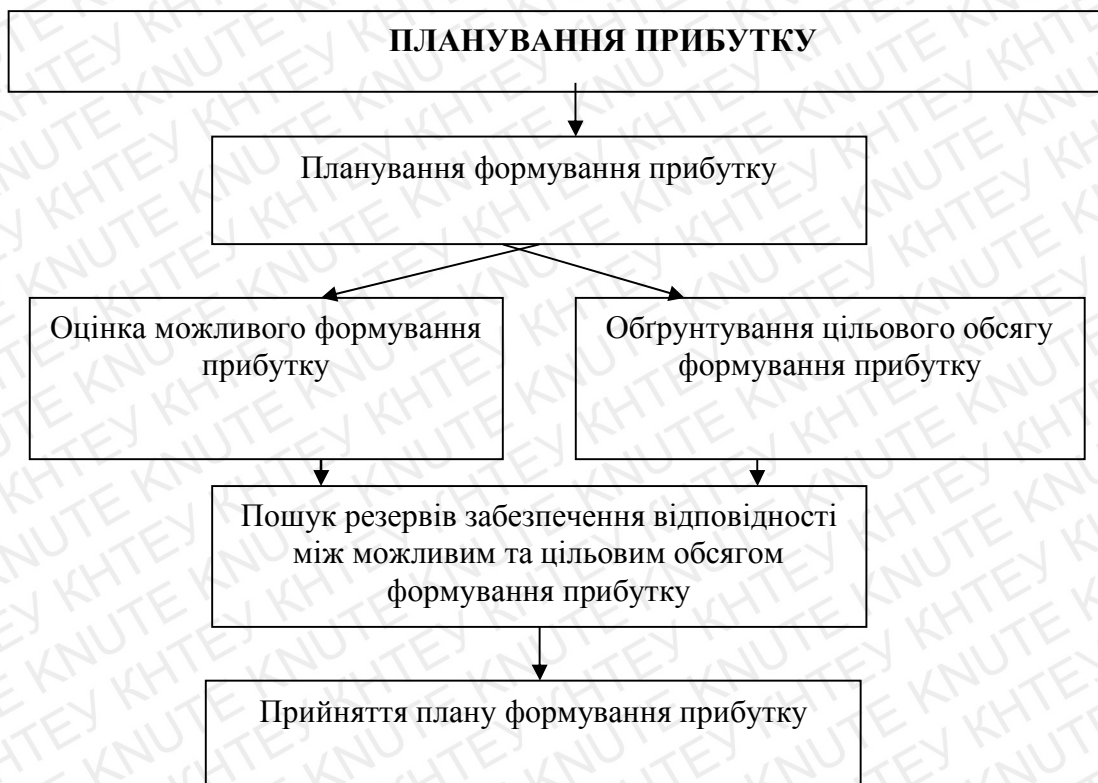 ПЛАНУВАННЯ ПРИБУТКУ
Планування формування прибутку
Оцінка можливого формування
прибутку
Обґрунтування цільового обсягу
формування прибутку
Пошук резервів забезпечення відповідності
між можливим та цільовим обсягом
формування прибутку
Прийняття плану формування прибутку